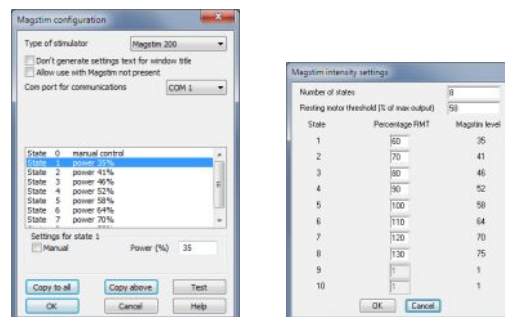 Magstim configuration
Type of stimulator Magstim 200
Don't generate settings text for window title
Allow use with Magstim not present
Com port for communications COM 1
State 0 manual control
State 1 power 35%
State 2 power 41%
State 3 power 46%
State 4 power 52%
State 5 power 58%
State 6 power 64%
State 7 power 70%
Settings for state 1
Manual Power (%) 35
Copy to all Copy above Test
OK Cancel Help
Magstim intensity settings
Number of states 8
Resting motor threshold (% of max output) 58
State Percentage RMT Magstim level
1 60 35
2 70 41
3 80 46
4 90 52
5 100 58
6 110 64
7 120 70
8 130 75
9 1 1
10 1 1
OK Cancel